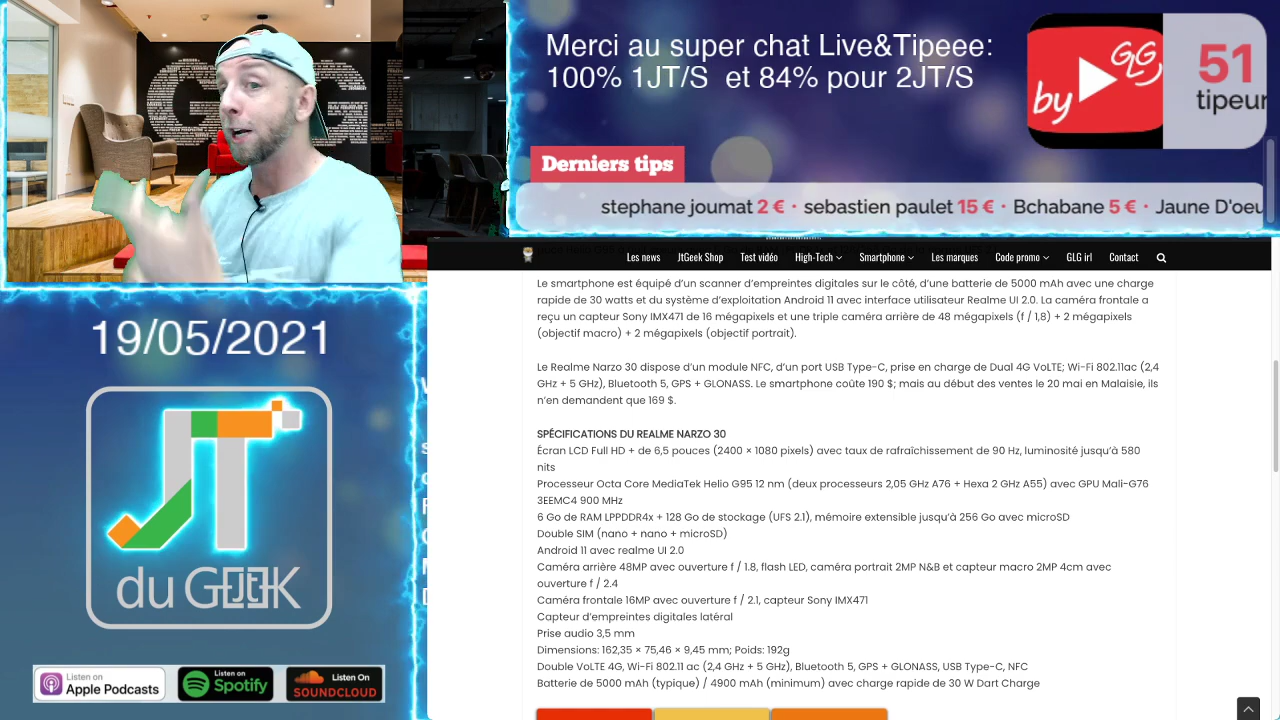 Merci au super chat Live&Tipeee:
100% 1JT/S et 50% pour 2JT/S
by GG
51
Derniers tips
stephane joumat 2 € · sebastien paulet 15 € · Bchabane 5 € · Jaune D'oeu
Les news JtGeek Shop Test vidéo High-Tech Smartphone Les marques Code promo GLG irl Contact
Le smartphone est équipé d'un scanner d'empreintes digitales sur le côté, d'une batterie de 5000 mAh avec une charge
rapide de 30 watts et du système d'exploitation Android 11 avec interface utilisateur Realme UI 2.0. La caméra frontale a
reçu un capteur Sony IMX471 de 16 mégapixels et une triple caméra arrière de 48 mégapixels (f / 1,8) + 2 mégapixels
(objectif macro) + 2 mégapixels (objectif portrait).
Le Realme Narzo 30 dispose d'un module NFC, d'un port USB Type-C, prise en charge de Dual 4G VoLTE; Wi-Fi 802.11ac (2,4
GHz + 5 GHz), Bluetooth 5, GPS + GLONASS. Le smartphone coûte 190 $; mais au début des ventes le 20 mai en Malaisie, ils
n'en demandent que 169 $.
SPÉCIFICATIONS DU REALME NARZO 30
Écran LCD Full HD + de 6,5 pouces (2400 × 1080 pixels) avec taux de rafraîchissement de 90 Hz, luminosité jusqu'à 580
nits
Processeur Octa Core MediaTek Helio G95 12 nm (deux processeurs 2,05 GHz A76 + Hexa 2 GHz A55) avec GPU Mali-G76
3EEMC4 900 MHz
6 Go de RAM LPPDDR4x + 128 Go de stockage (UFS 2.1), mémoire extensible jusqu'à 256 Go avec microSD
Double SIM (nano + nano + microSD)
Android 11 avec realme UI 2.0
Caméra arrière 48MP avec ouverture f / 1.8, flash LED, caméra portrait 2MP N&B et capteur macro 2MP 4cm avec
ouverture f / 2.4
Caméra frontale 16MP avec ouverture f / 2.1, capteur Sony IMX471
Capteur d'empreintes digitales latéral
Prise audio 3,5 mm
Dimensions: 162,35 × 75,46 × 9,45 mm; Poids: 192g
Double VoLTE 4G, Wi-Fi 802.11 ac (2,4 GHz + 5 GHz), Bluetooth 5, GPS + GLONASS, USB Type-C, NFC
Batterie de 5000 mAh (typique) / 4900 mAh (minimum) avec charge rapide 30 W Dart Charge
19/05/2021
JT
du GEEK
Listen on
Apple Podcasts
Listen on
Spotify
Listen On
SOUNDCLOUD